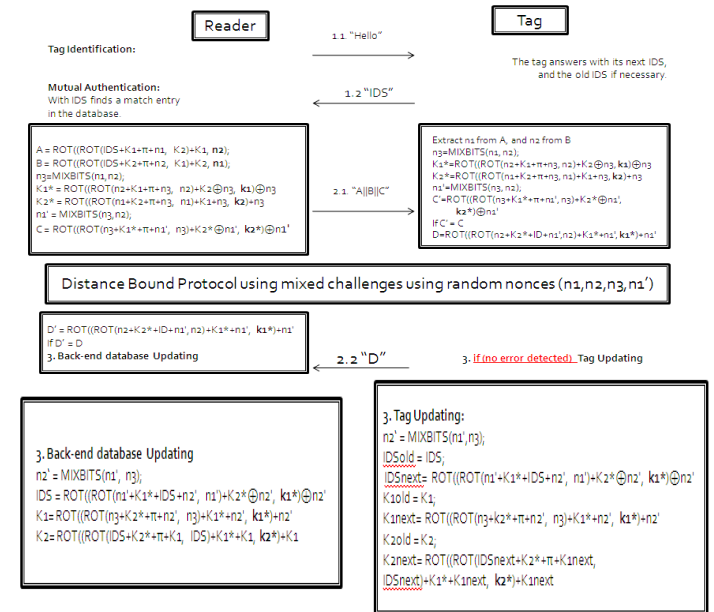 Reader
Tag
1.1. "Hello"
Tag Identification:
The tag answers with its next IDS,
and the old IDS if necessary.
Mutual Authentication:
With IDS finds a match entry
in the database.
1.2 "IDS"
A = ROT((ROT(IDS+K1+π+n1, K2)+K1, n2);
B = ROT((ROT(IDS+K2+π+n2, K1)+K2, n1);
n3=MIXBITS(n1,n2);
K1* = ROT((ROT(n2+K1+π+n3, n2)+K2⊕n3, k1)⊕n3
K2* = ROT((ROT(n1+K2+π+n3, n1)+K1+n3, k2)+n3
n1' = MIXBITS(n3,n2);
C = ROT((ROT(n3+K1*+π+n1', n3)+K2*⊕n1', k2*)⊕n1'
2.1. "A||B||C"
Extract n1 from A, and n2 from B
n3=MIXBITS(n1, n2);
K1*=ROT((ROT(n2+K1+π+n3, n2)+K2⊕n3, k1)⊕n3
K2*=ROT((ROT(n1+K2+π+n3, n1)+K1+n3, k2)+n3
n1'=MIXBITS(n3, n2);
C'=ROT((ROT(n3+K1*+π+n1', n3)+K2*⊕n1',
k2*)⊕n1'
If C' = C
D=ROT((ROT(n2+K2*+ID+n1',n2)+K1*+n1', k1*)+n1'
Distance Bound Protocol using mixed challenges using random nonces (n1,n2,n3,n1')
D' = ROT((ROT(n2+K2*+ID+n1', n2)+K1*+n1', k1*)+n1'
If D' = D
3. Back-end database Updating
2.2 "D"
3. If (no error detected) Tag Updating
3. Back-end database Updating
n2' = MIXBITS(n1', n3);
IDS = ROT((ROT(n1'+K1*+IDS+n2', n1')+K2*⊕n2', k1*)⊕n2'
K1=ROT((ROT(n3+K2*+π+n2', n3)+K1*+n2', k1*)+n2'
K2=ROT((ROT(IDS+K2*+π+K1, IDS)+K1*+K1, k2*)+K1
3. Tag Updating:
n2' = MIXBITS(n1',n3);
IDSold = IDS;
IDSnext= ROT((ROT(n1'+K1*+IDS+n2', n1')+K2*⊕n2', k1*)⊕n2'
K1old = K1;
K1next= ROT((ROT(n3+k2*+π+n2', n3)+K1*+n2', k1*)+n2'
K2old = K2;
K2next= ROT((ROT(IDSnext+K2*+π+K1next,
IDSnext)+K1*+K1next, k2*)+K1next